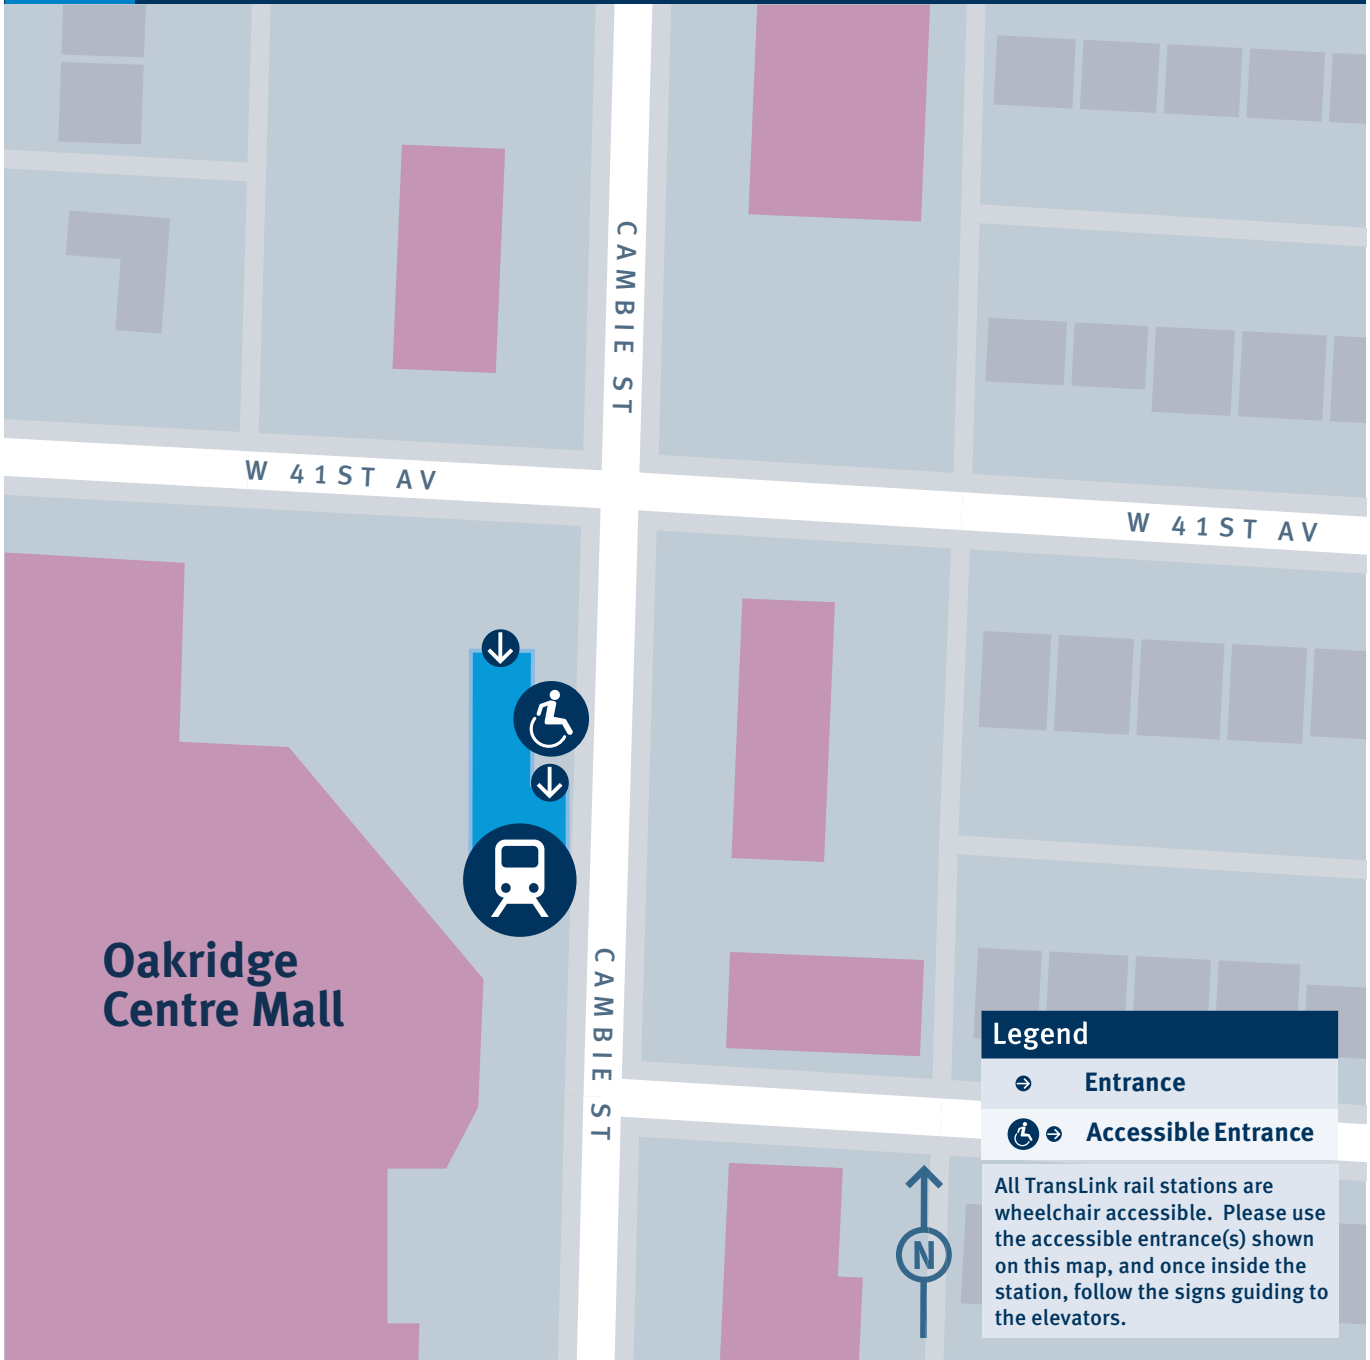 CAMBIE ST
W 41ST AV
W 41ST AV
Oakridge
Centre Mall
CAMBIE ST
Legend
Entrance
Accessible Entrance
N
All TransLink rail stations are
wheelchair accessible. Please use
the accessible entrance(s) shown
on this map, and once inside the
station, follow the signs guiding to
the elevators.